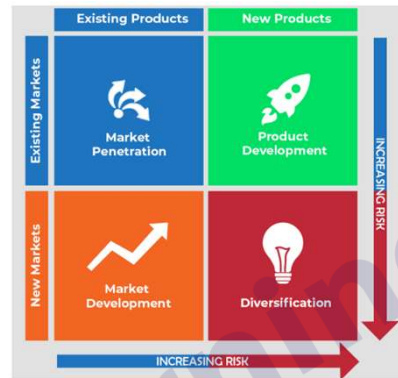 Existing Products
New Products
Existing Markets
Market
Penetration
Product
Development
INCREASING RISK
New Markets
Market
Development
Diversification
INCREASING RISK